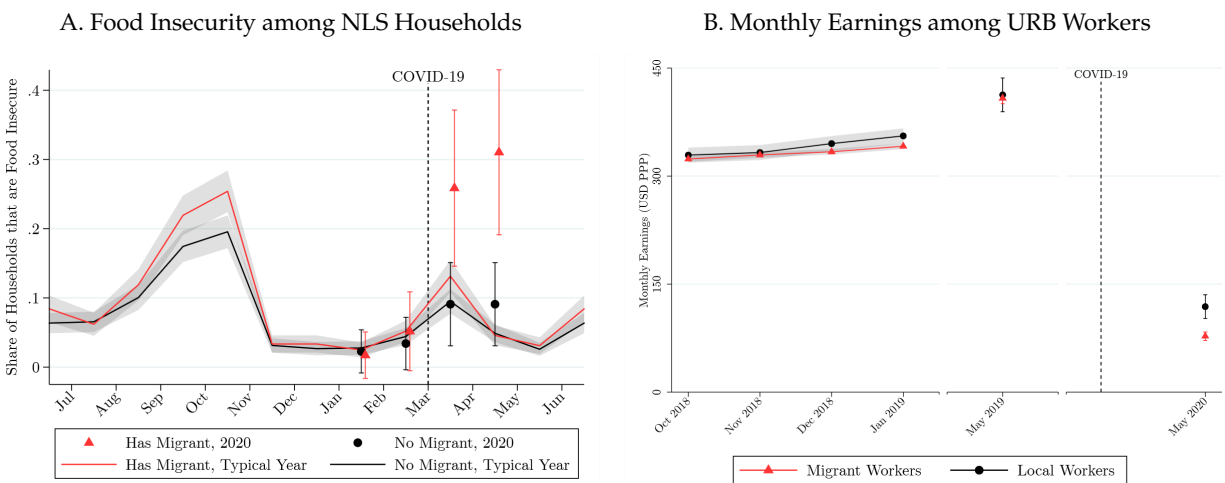 A. Food Insecurity among NLS Households
Share of Households that are Food Insecure
.4
.3
.2
.1
0
COVID-19
Jul
Aug
Sep
Oct
Nov
Dec
Jan
Feb
Mar
Apr
May
Jun
Has Migrant, 2020
No Migrant, 2020
Has Migrant, Typical Year
No Migrant, Typical Year
B. Monthly Earnings among URB Workers
Monthly Earnings (USD PPP)
450
300
150
0
COVID-19
Oct 2018
Nov 2018
Dec 2018
Jan 2019
May 2019
May 2020
Migrant Workers
Local Workers